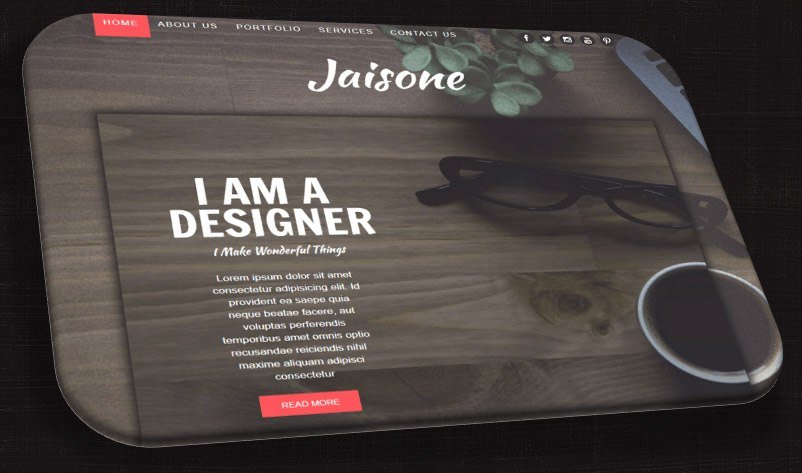 HOME ABOUT US PORTFOLIO SERVICES CONTACT US
Jaisone
I AM A
DESIGNER
I Make Wonderful Things
Lorem ipsum dolor sit amet
consectetur adipisicing elit. Id
provident ea saepe quia
neque beatae facere, aut
voluptas perferendis
temporibus amet omnis optio
recusandae reiciendis nihil
maxime aliquam adipisci
consectetur
READ MORE